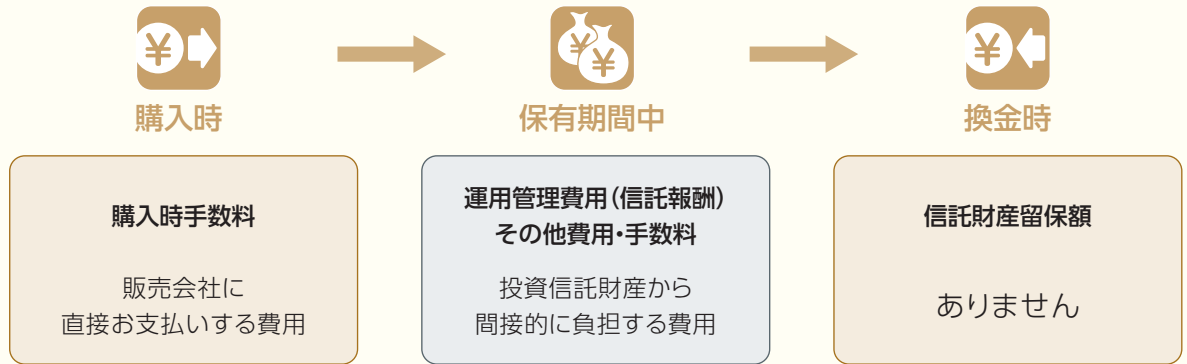 購入時
保有期間中
換金時
購入時手数料
販売会社に
直接お支払いする費用
運用管理費用(信託報酬)
その他費用・手数料
投資信託財産から
間接的に負担する費用
信託財産留保額
ありません